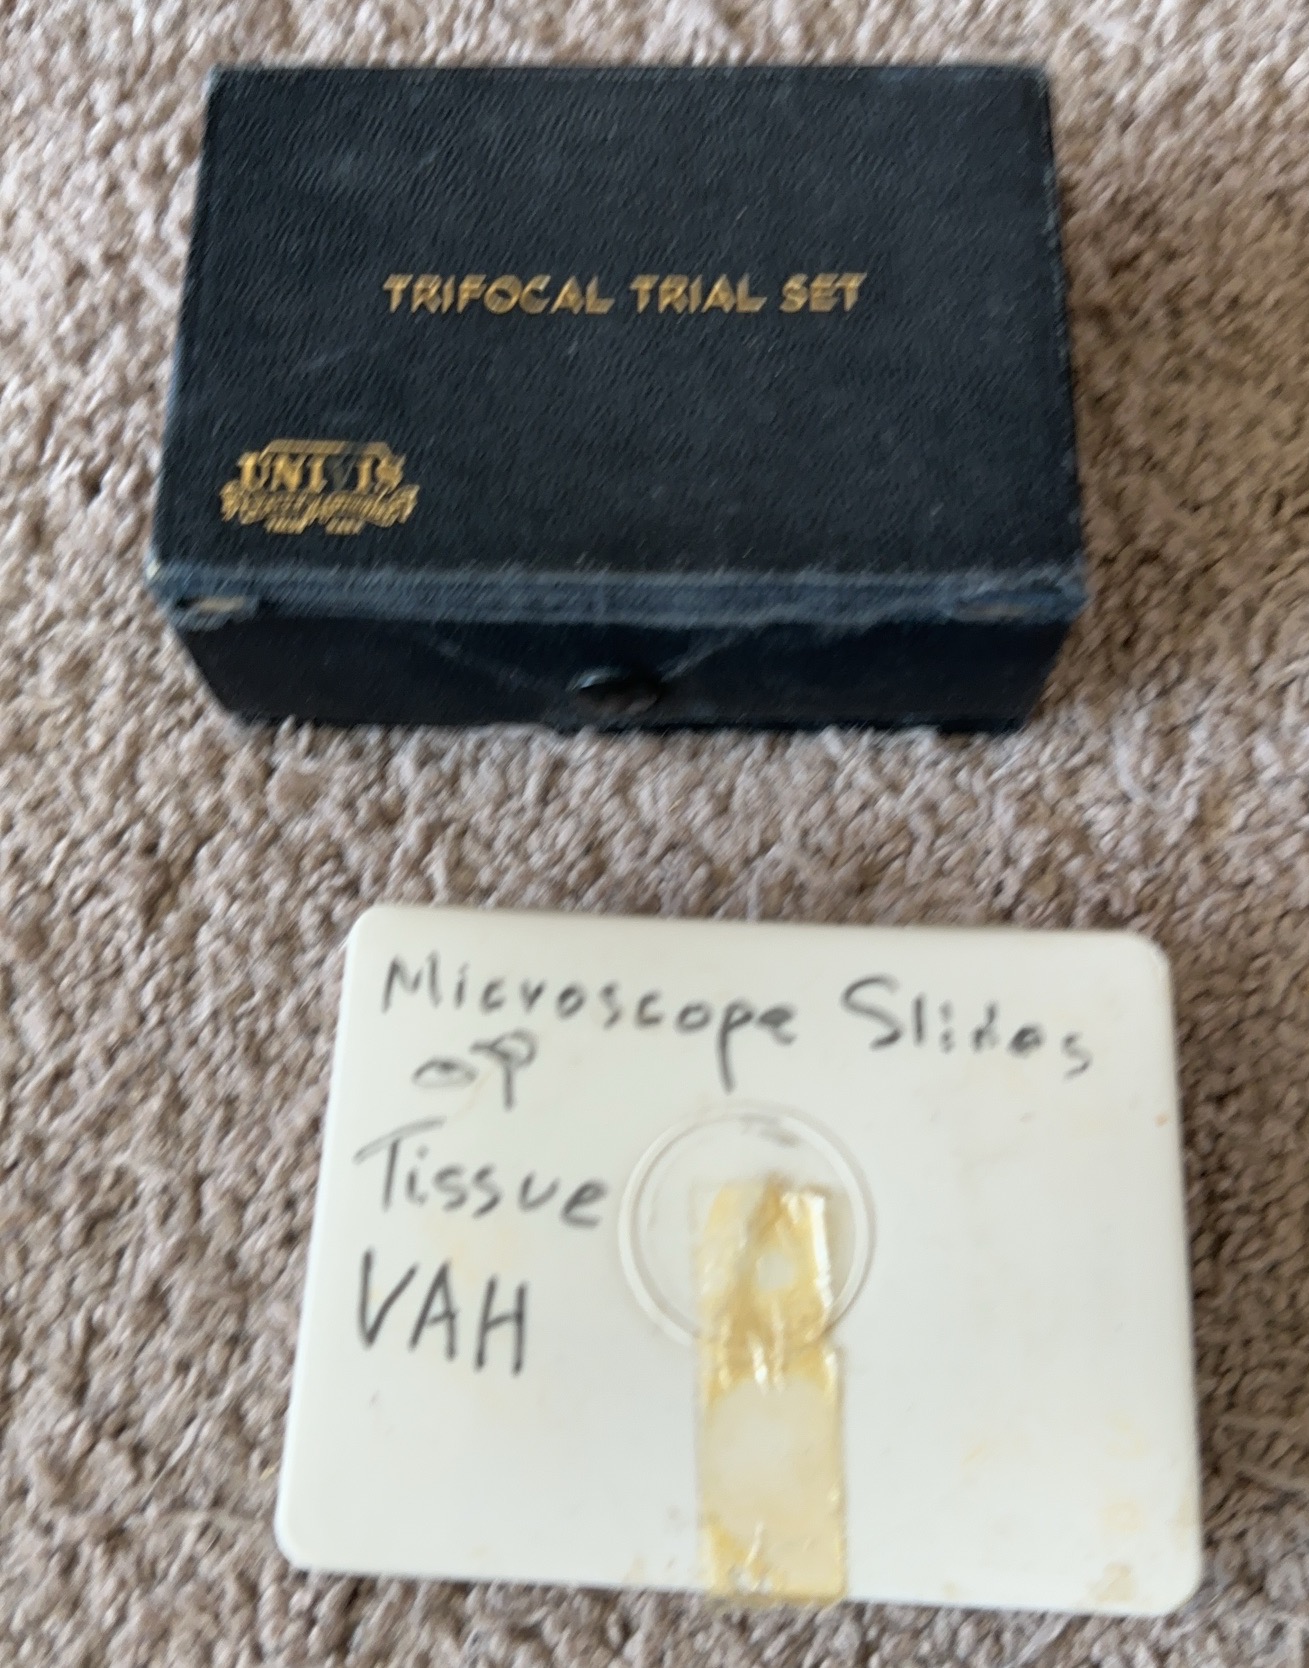 TRIFOCAL TRIAL SET
UNIVIS
Microscope Slides
of
Tissue
VAH